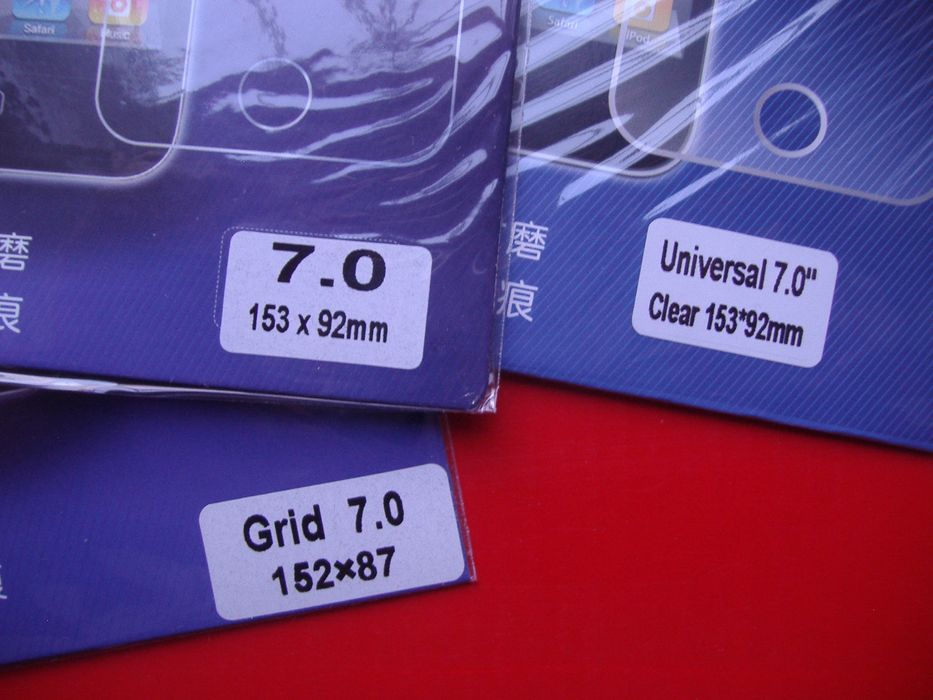 Safari
Music
Safari
iPod
磨
痕
7.0
153 x 92mm
磨
痕
Universal 7.0"
Clear 153*92mm
Grid 7.0
152×87